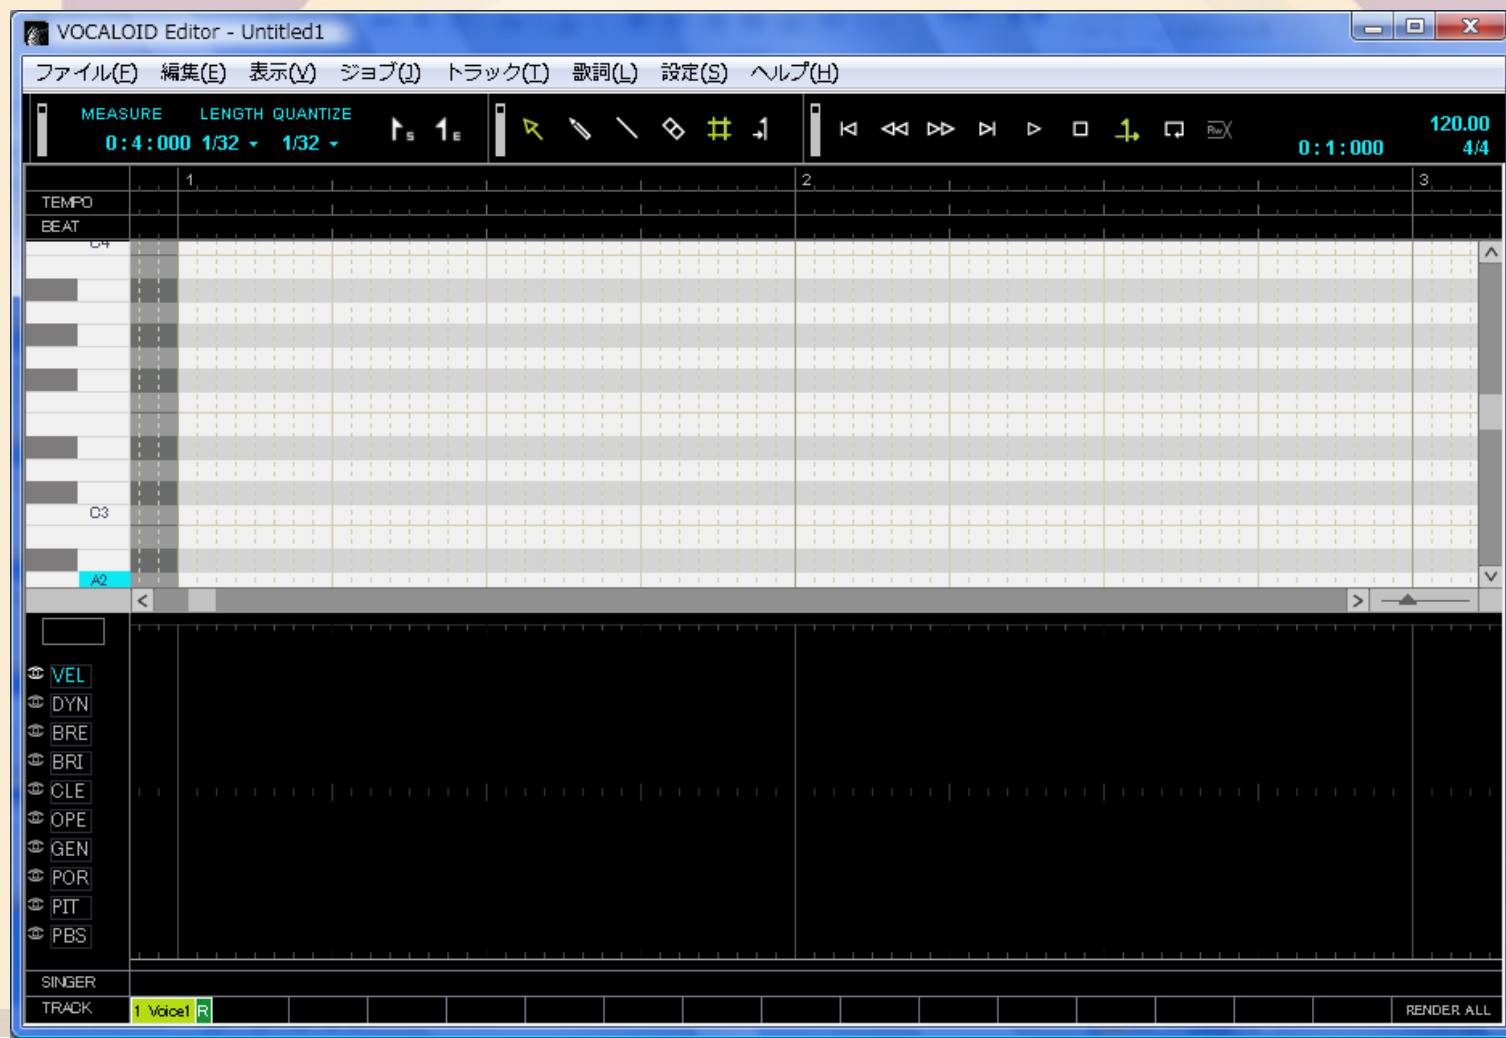 VOCALOID Editor - Untitled1
ファイル(F) 編集(E) 表示(V) ジョブ(J) トラック(T) 歌詞(L) 設定(S) ヘルプ(H)
MEASURE LENGTH QUANTIZE
0:4:000 1/32 1/32
S E
RwX
0:1:000
120.00
4/4
1 2 3
TEMPO
BEAT
C4
C3
A2
VEL
DYN
BRE
BRI
CLE
OPE
GEN
POR
PIT
PBS
SINGER
TRACK 1 Voice1 R RENDER ALL